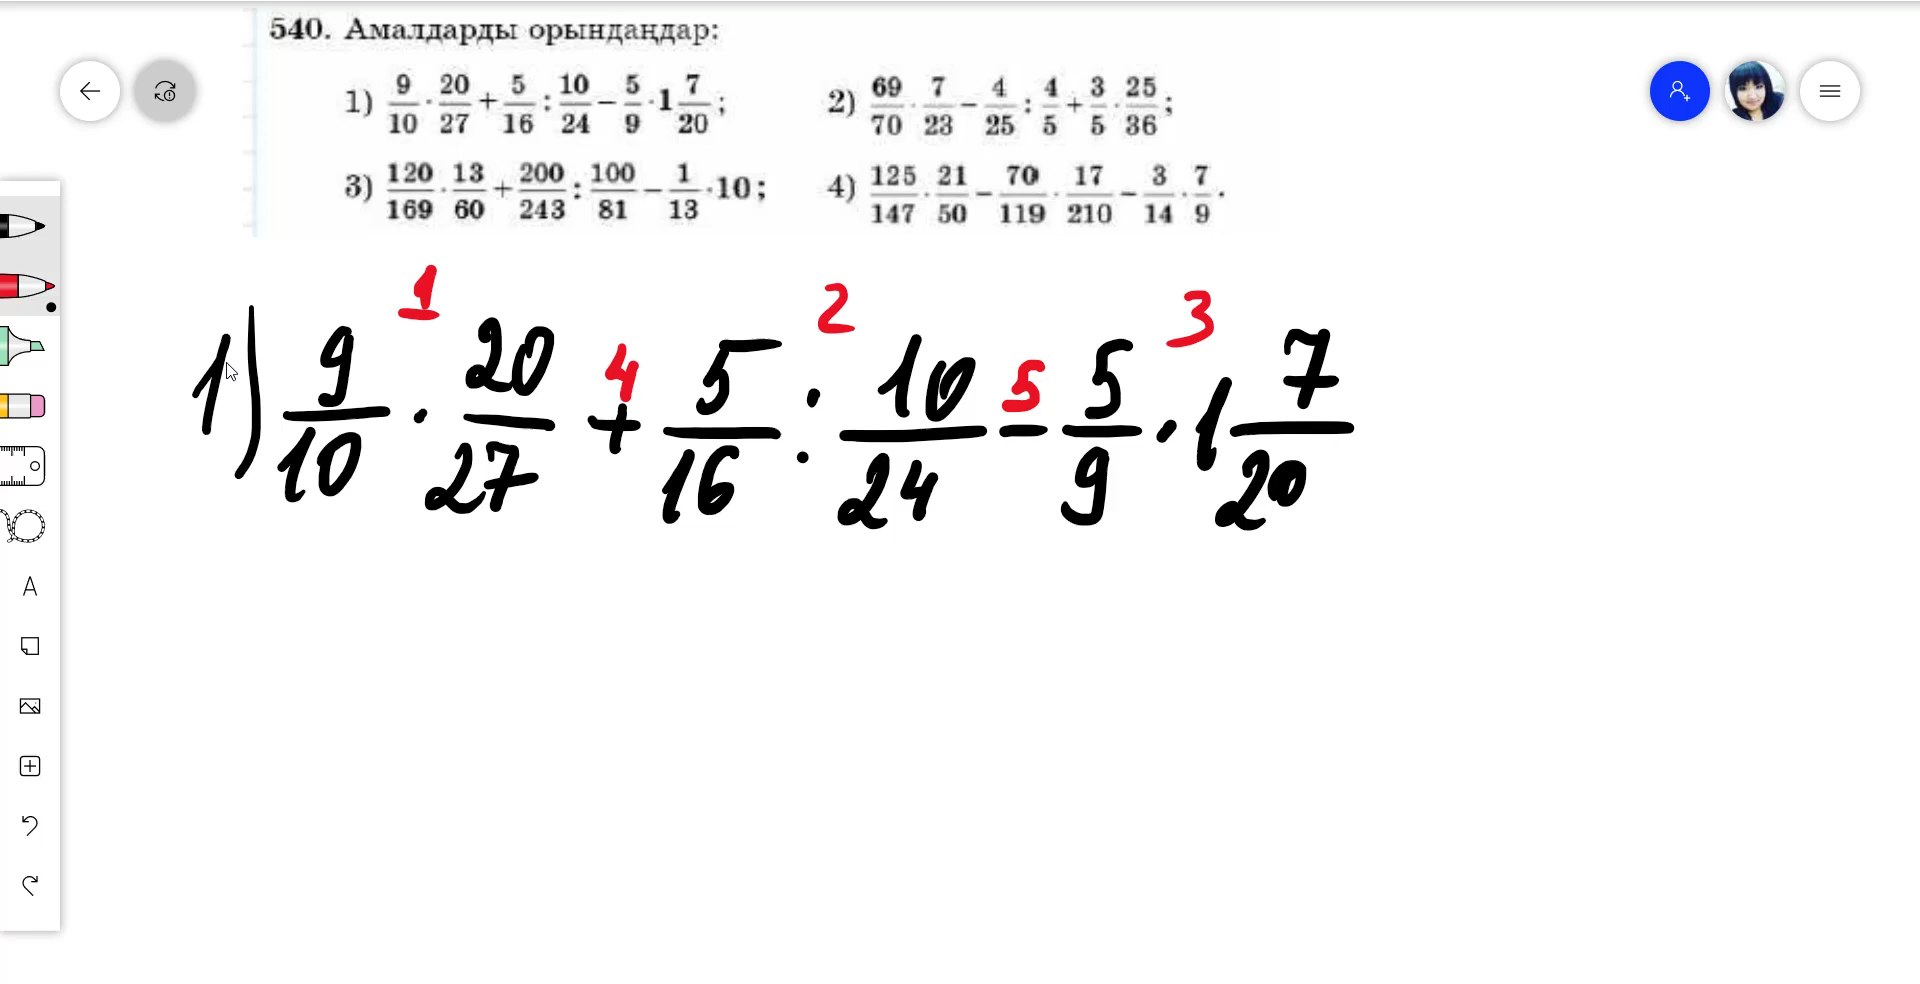 540. Амалдарды орындаңдар:
1) 9/10 · 20/27 + 5/16 : 10/24 − 5/9 · 1 7/20;
2) 69/70 · 7/23 − 4/25 : 4/5 + 3/5 · 25/36;
3) 120/169 · 13/60 + 200/243 : 100/81 − 1/13 · 10;
4) 125/147 · 21/50 − 70/119 · 17/210 − 3/14 · 7/9.
1 2 3
4 5
1) 9/10 · 20/27 + 5/16 : 10/24 − 5/9 · 1 7/20
A